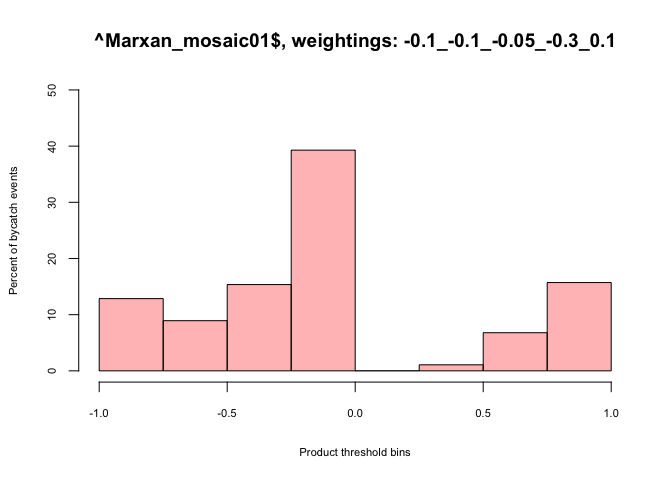 ^Marxan_mosaic01$, weightings: -0.1_-0.1_-0.05_-0.3_0.1
50
40
30
20
10
0
Percent of bycatch events
-1.0 -0.5 0.0 0.5 1.0
Product threshold bins